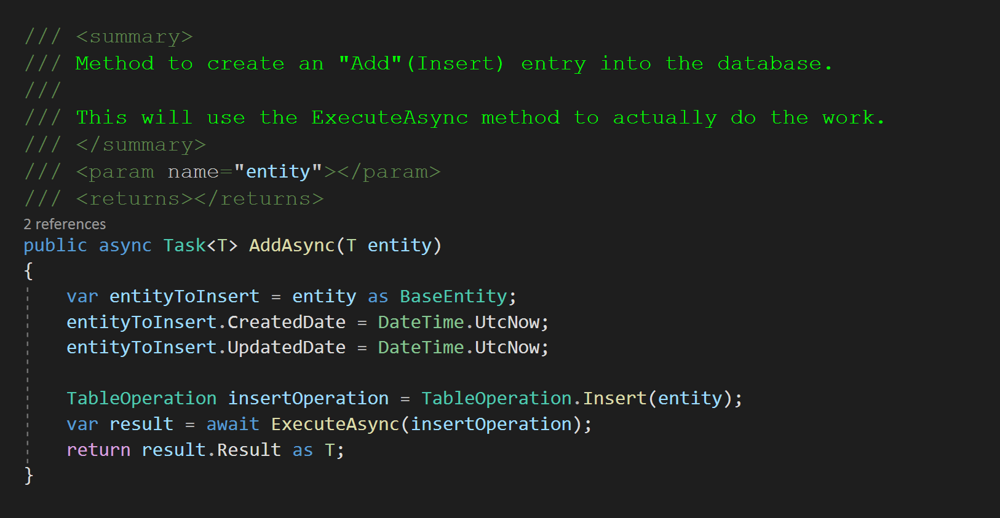 /// <summary>
/// Method to create an "Add"(Insert) entry into the database.
///
/// This will use the ExecuteAsync method to actually do the work.
/// </summary>
/// <param name="entity"></param>
/// <returns></returns>
2 references
public async Task<T> AddAsync(T entity)
{
    var entityToInsert = entity as BaseEntity;
    entityToInsert.CreatedDate = DateTime.UtcNow;
    entityToInsert.UpdatedDate = DateTime.UtcNow;

    TableOperation insertOperation = TableOperation.Insert(entity);
    var result = await ExecuteAsync(insertOperation);
    return result.Result as T;
}